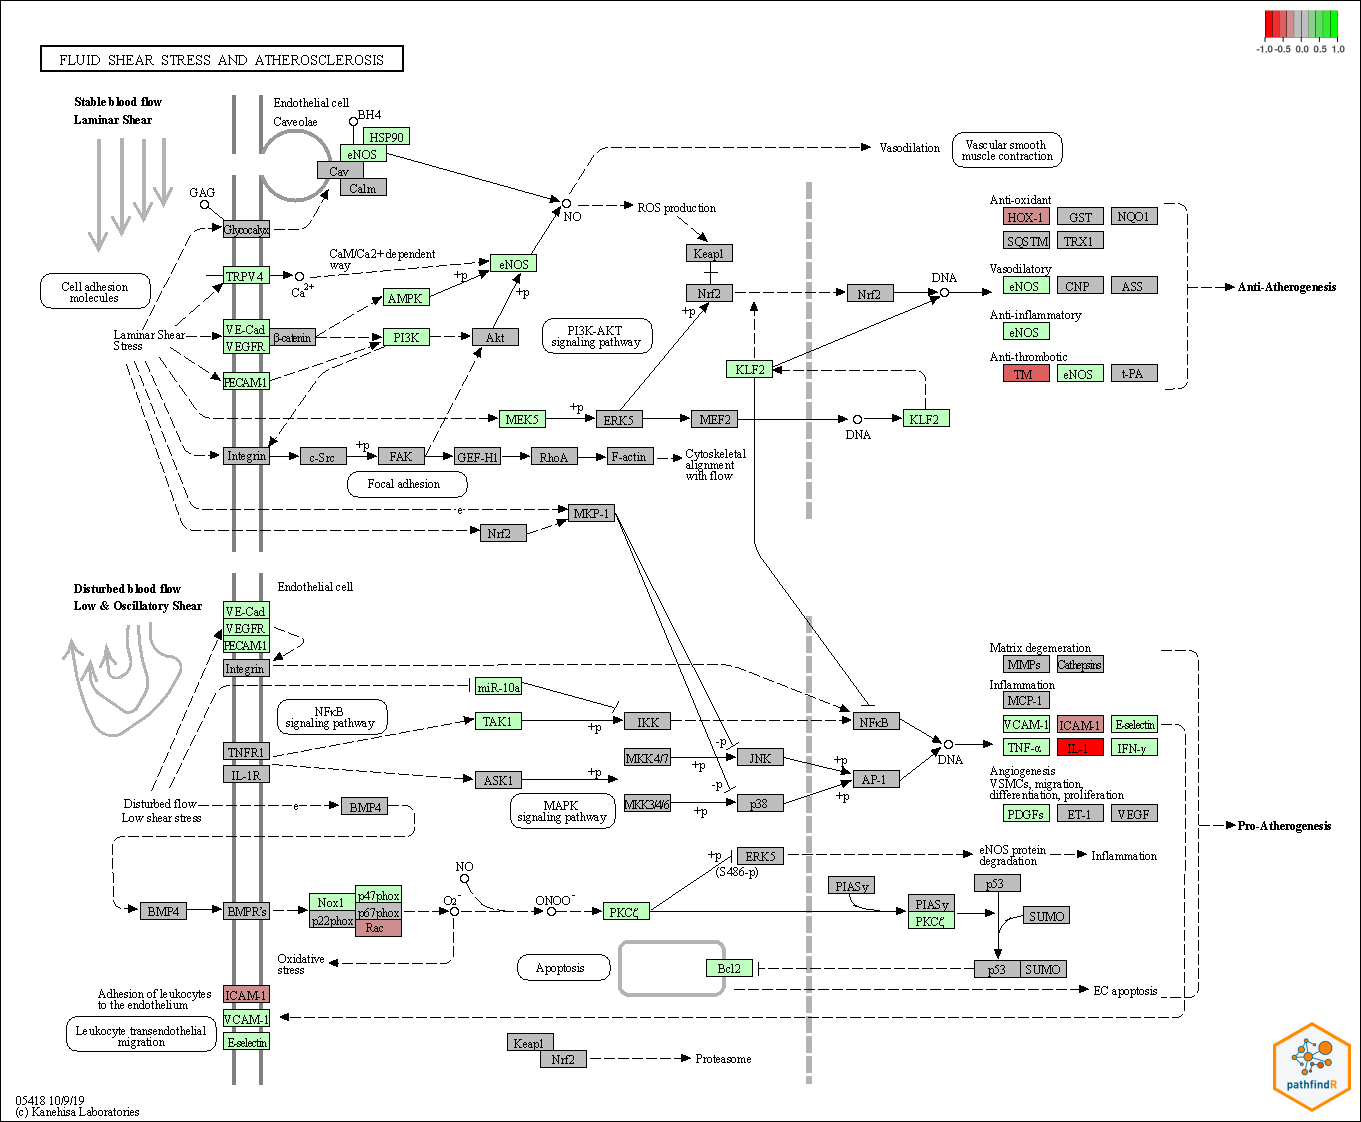 -1.0 -0.5 0.0 0.5 1.0
FLUID SHEAR STRESS AND ATHEROSCLEROSIS
Stable blood flow
Laminar Shear
Endothelial cell
Caveolae
BH4
HSP90
eNOS
Cav
Calm
GAG
Glycocalyx
NO
Vasodilation
Vascular smooth
muscle contraction
ROS production
Keap1
Nrf2
+p
Nrf2
DNA
Anti-oxidant
HOX-1
GST
NQO1
SQSTM
TRX1
Vasodilatory
eNOS
CNP
ASS
Anti-inflammatory
eNOS
Anti-thrombotic
TM
eNOS
t-PA
Anti-Atherogenesis
Cell adhesion
molecules
TRPV4
Ca2+
CaM/Ca2+ dependent
way
eNOS
+p
+p
AMPK
Laminar Shear
Stress
VE-Cad
VEGFR
β-catenin
PI3K
Akt
PI3K-AKT
signaling pathway
PECAM-1
KLF2
MEK5
+p
ERK5
MEF2
DNA
KLF2
Integrin
c-Src
+p
FAK
GEF-H1
RhoA
F-actin
Cytoskeletal
alignment
with flow
Focal adhesion
e
MKP-1
Nrf2
Disturbed blood flow
Low & Oscillatory Shear
Endothelial cell
VE-Cad
VEGFR
PECAM-1
Integrin
miR-10a
NFκB
signaling pathway
TAK1
+p
IKK
NFκB
TNFR1
IL-1R
ASK1
+p
MKK4/7
+p
-p
JNK
+p
MAPK
signaling pathway
MKK3/4/6
+p
-p
p38
+p
AP-1
DNA
Matrix degeneration
MMPs
Cathepsins
Inflammation
MCP-1
VCAM-1
ICAM-1
E-selectin
TNF-α
IL-1
IFN-γ
Angiogenesis
VSMCs, migration,
differentiation, proliferation
PDGFs
ET-1
VEGF
Pro-Atherogenesis
Disturbed flow
Low shear stress
e
BMP4
BMP4
BMPR's
Nox1
p22phox
p47phox
p67phox
Rac
NO
O2-
ONOO-
PKCζ
+p
(S486-p)
ERK5
eNOS protein
degradation
Inflammation
PIASy
PIASy
PKCζ
p53
SUMO
p53
SUMO
Oxidative
stress
Apoptosis
Bcl2
EC apoptosis
Adhesion of leukocytes
to the endothelium
ICAM-1
VCAM-1
E-selectin
Leukocyte transendothelial
migration
Keap1
Nrf2
Proteasome
05418 10/9/19
(c) Kanehisa Laboratories
pathfindR